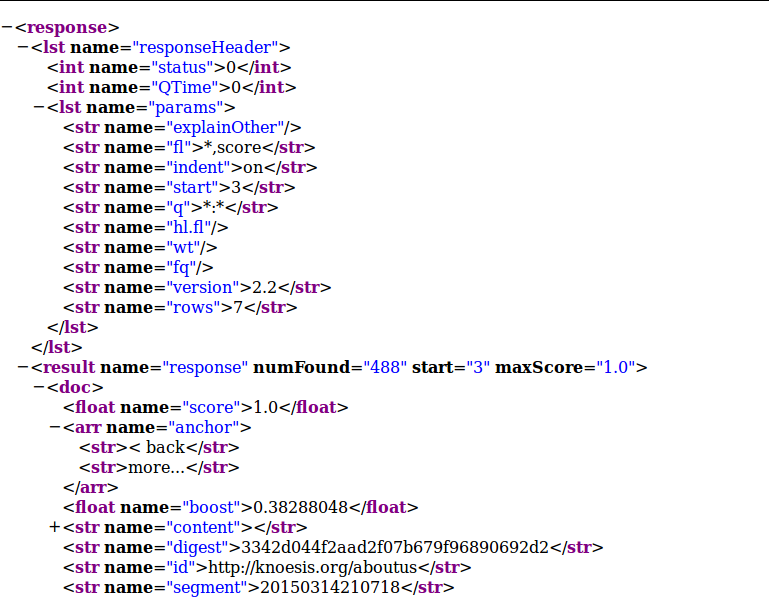 −<response>
−<lst name="responseHeader">
<int name="status">0</int>
<int name="QTime">0</int>
−<lst name="params">
<str name="explainOther"/>
<str name="fl">*,score</str>
<str name="indent">on</str>
<str name="start">3</str>
<str name="q">*:*</str>
<str name="hl.fl"/>
<str name="wt"/>
<str name="fq"/>
<str name="version">2.2</str>
<str name="rows">7</str>
</lst>
</lst>
−<result name="response" numFound="488" start="3" maxScore="1.0">
−<doc>
<float name="score">1.0</float>
−<arr name="anchor">
<str>< back</str>
<str>more...</str>
</arr>
<float name="boost">0.38288048</float>
+<str name="content"></str>
<str name="digest">3342d044f2aad2f07b679f96890692d2</str>
<str name="id">http://knoesis.org/aboutus</str>
<str name="segment">20150314210718</str>